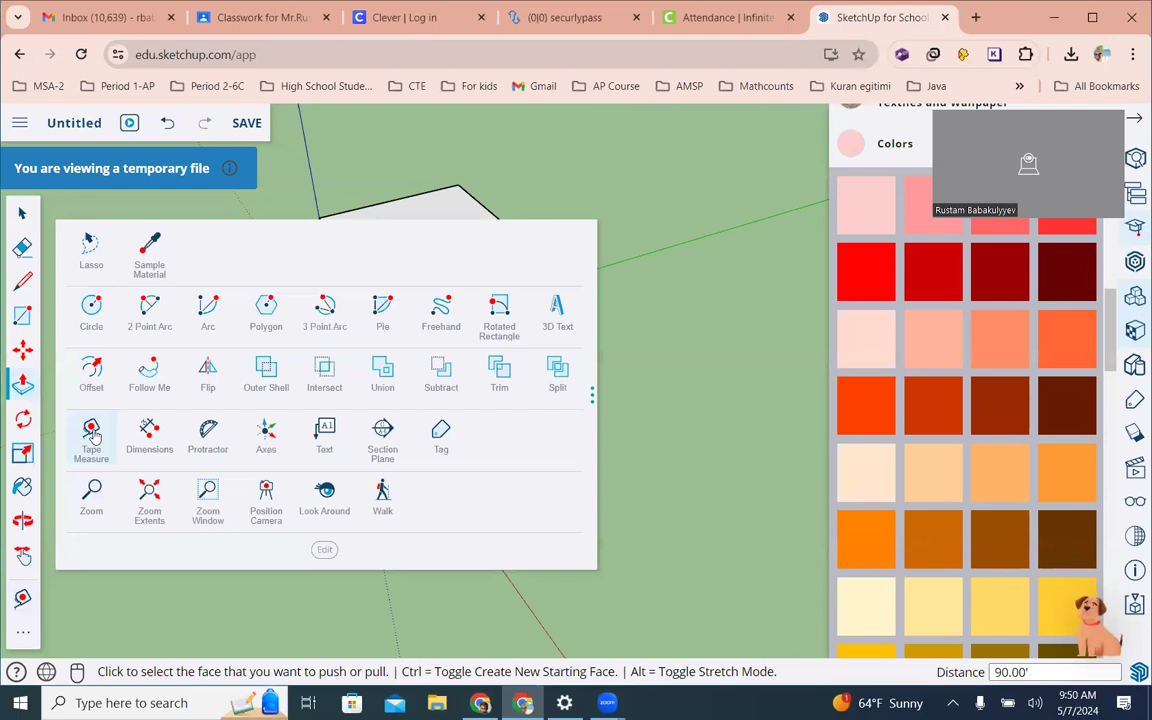 Inbox (10,639) - rbab
Classwork for Mr.Rus
Clever | Log in
(0|0) securlypass
Attendance | Infinite
SketchUp for School
edu.sketchup.com/app
MSA-2
Period 1-AP
Period 2-6C
High School Stude...
CTE
For kids
Gmail
AP Course
AMSP
Mathcounts
Kuran egitimi
Java
»
All Bookmarks
Untitled
SAVE
You are viewing a temporary file
Textiles and Wallpaper
Colors
Rustam Babakulyyev
Lasso
Sample
Material
Circle
2 Point Arc
Arc
Polygon
3 Point Arc
Pie
Freehand
Rotated
Rectangle
3D Text
Offset
Follow Me
Flip
Outer Shell
Intersect
Union
Subtract
Trim
Split
Tape
Measure
Dimensions
Protractor
Axes
Text
Section
Plane
Tag
Zoom
Zoom
Extents
Zoom
Window
Position
Camera
Look Around
Walk
Edit
Click to select the face that you want to push or pull. | Ctrl = Toggle Create New Starting Face. | Alt = Toggle Stretch Mode.
Distance 90.00'
Type here to search
64°F Sunny
9:50 AM
5/7/2024